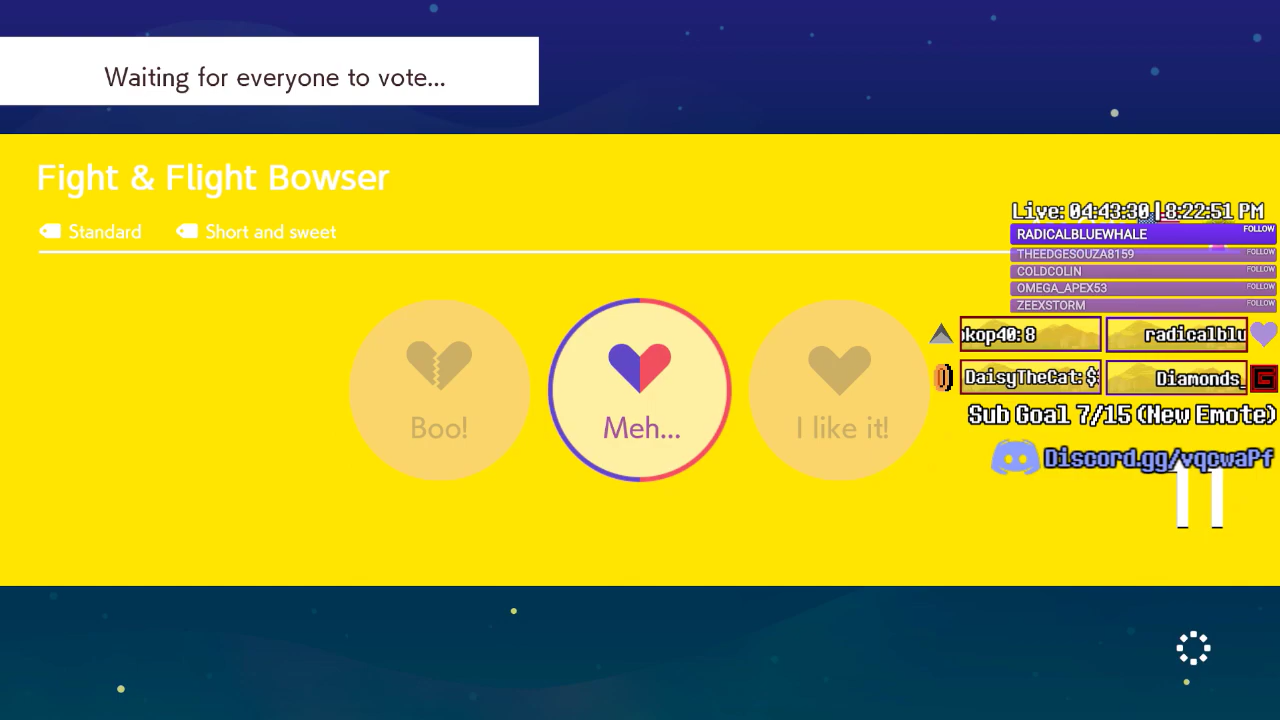 Waiting for everyone to vote...
Fight & Flight Bowser
Standard
Short and sweet
Live: 04:43:30 | 8:22:51 PM
RADICALBLUEWHALE FOLLOW
THEEDGESOUZA8159 FOLLOW
COLDCOLIN FOLLOW
OMEGA_APEX53 FOLLOW
ZEEXSTORM FOLLOW
kop40: 8 radicalblu
DaisyTheCat: $ Diamonds_
Boo!
Meh...
I like it!
Sub Goal 7/15 (New Emote)
Discord.gg/vqcwaPf
11